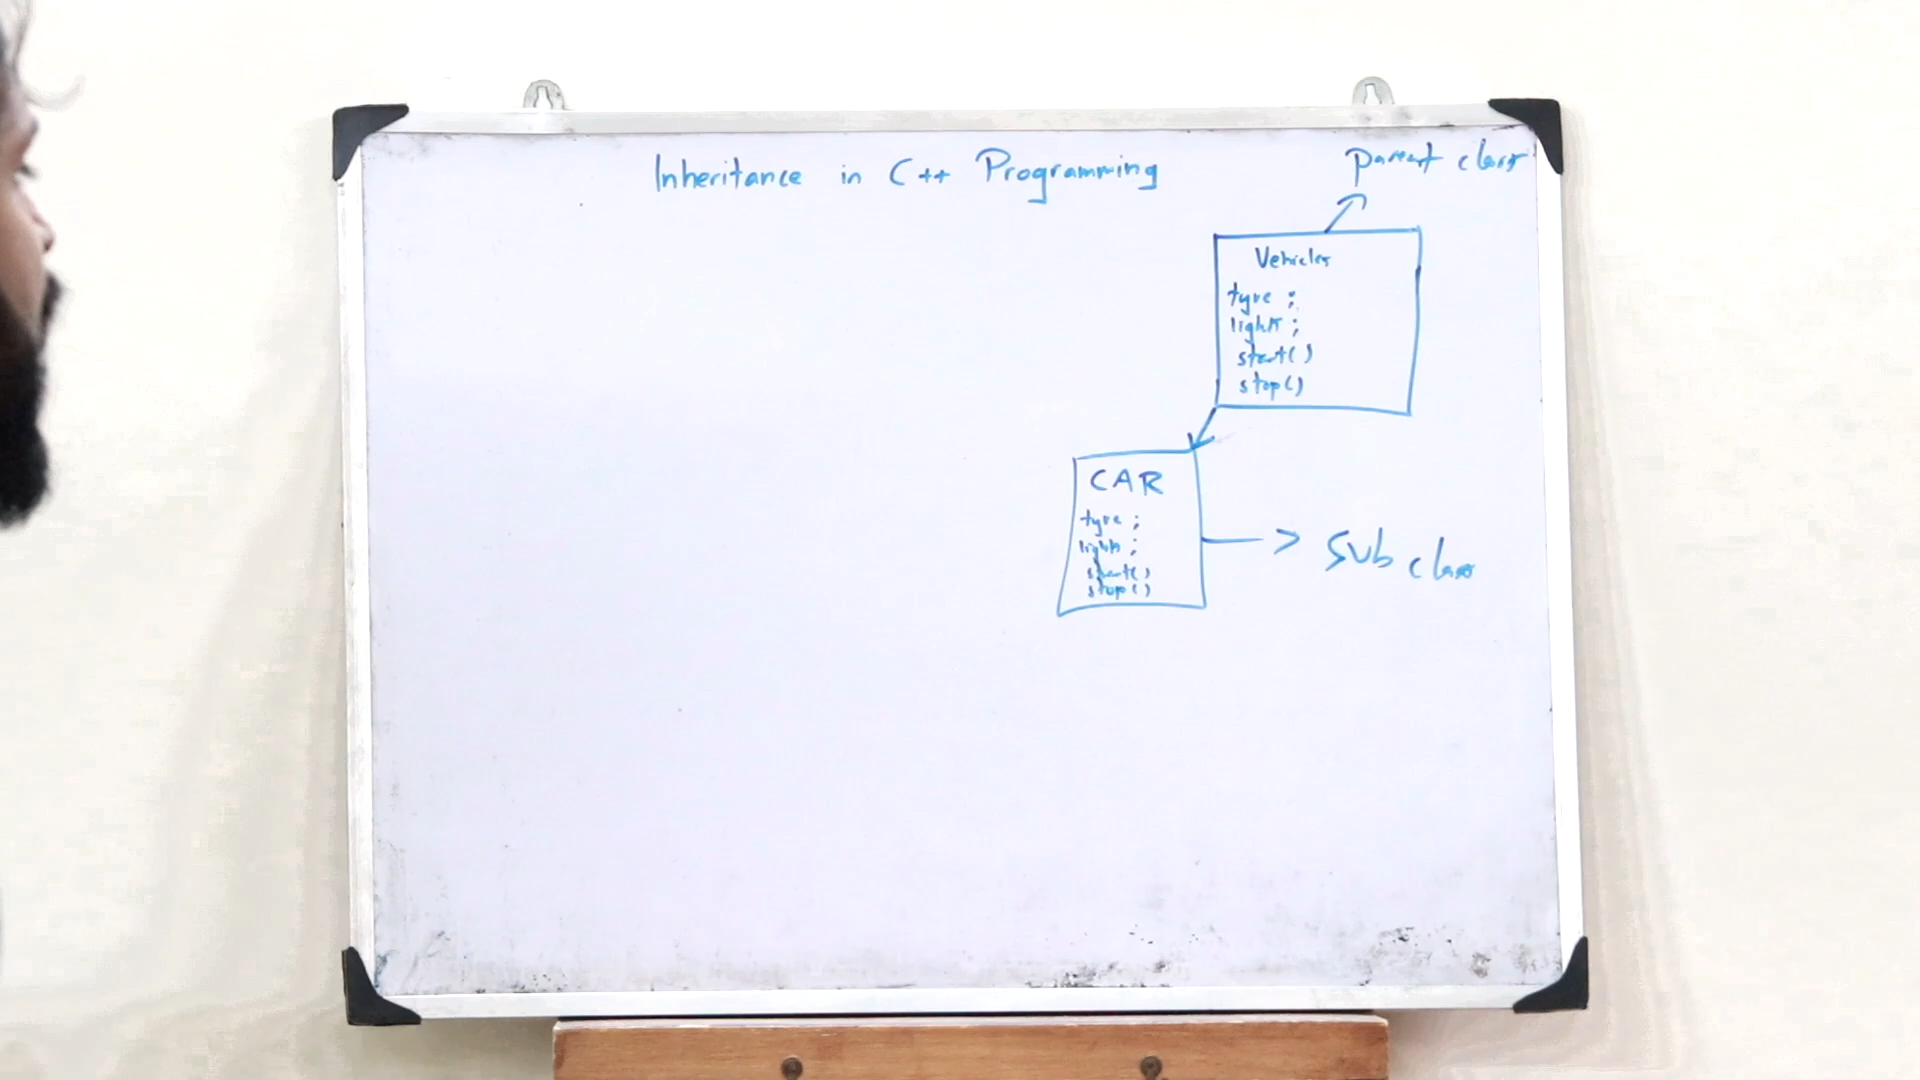 Inheritance in C++ Programming
parent class
Vehicles
tyre ;
lights ;
start()
stop()
CAR
tyre ;
lights ;
start()
stop()
Sub class